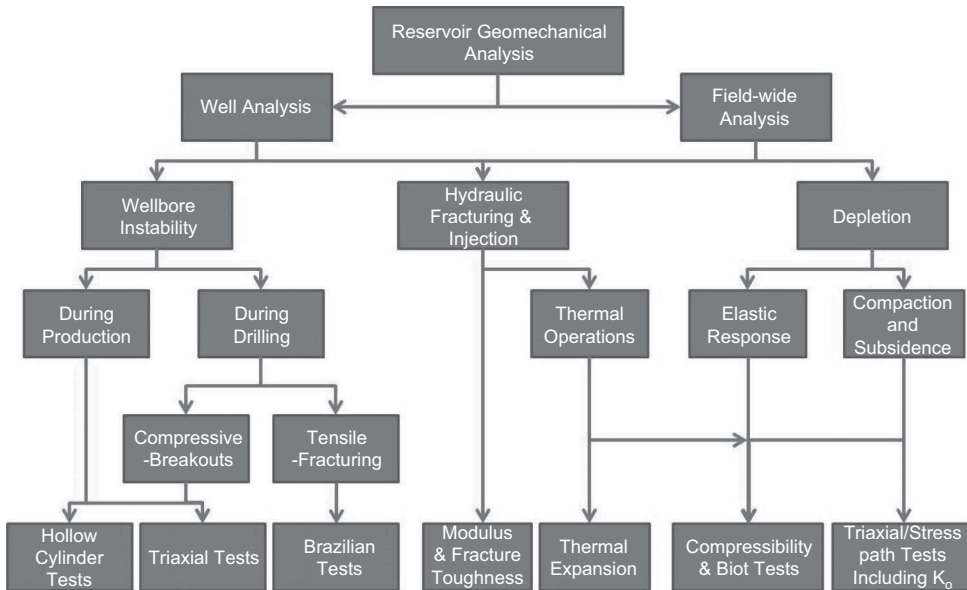 Reservoir Geomechanical
Analysis
Well Analysis
Field-wide
Analysis
Wellbore
Instability
Hydraulic
Fracturing &
Injection
Depletion
During
Production
During
Drilling
Thermal
Operations
Elastic
Response
Compaction
and
Subsidence
Compressive
-Breakouts
Tensile
-Fracturing
Hollow
Cylinder
Tests
Triaxial Tests
Brazilian
Tests
Modulus
& Fracture
Toughness
Thermal
Expansion
Compressibility
& Biot Tests
Triaxial/Stress
path Tests
Including Ko